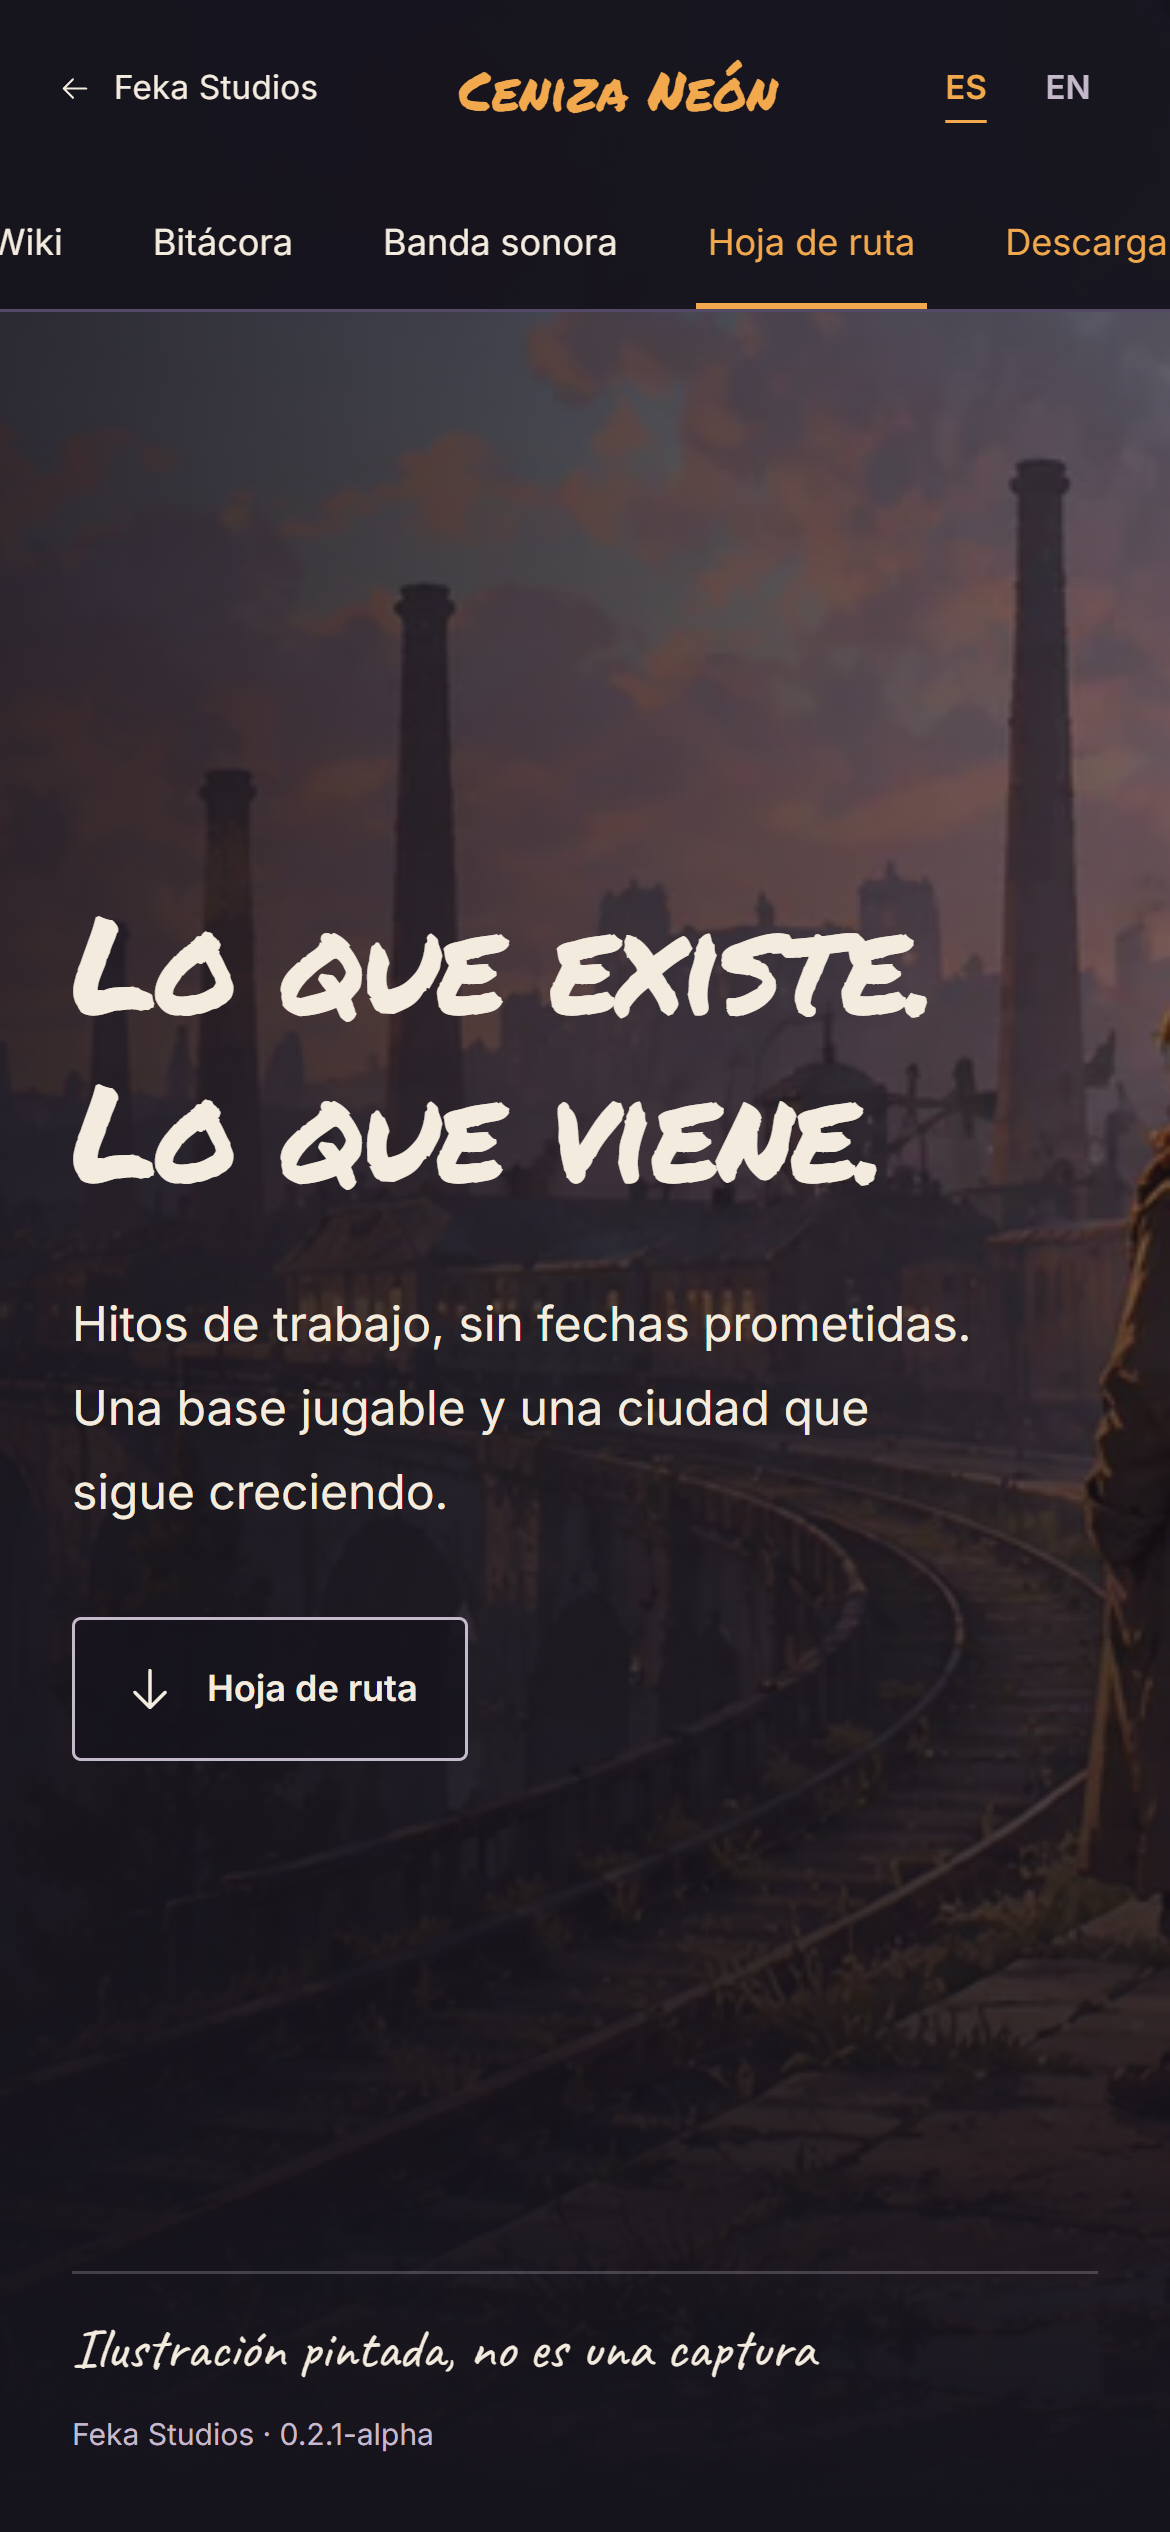 Feka Studios
Ceniza Neón
ES EN
Wiki Bitácora Banda sonora Hoja de ruta Descarga
Lo que existe.
Lo que viene.
Hitos de trabajo, sin fechas prometidas.
Una base jugable y una ciudad que
sigue creciendo.
Hoja de ruta
Ilustración pintada, no es una captura
Feka Studios · 0.2.1-alpha